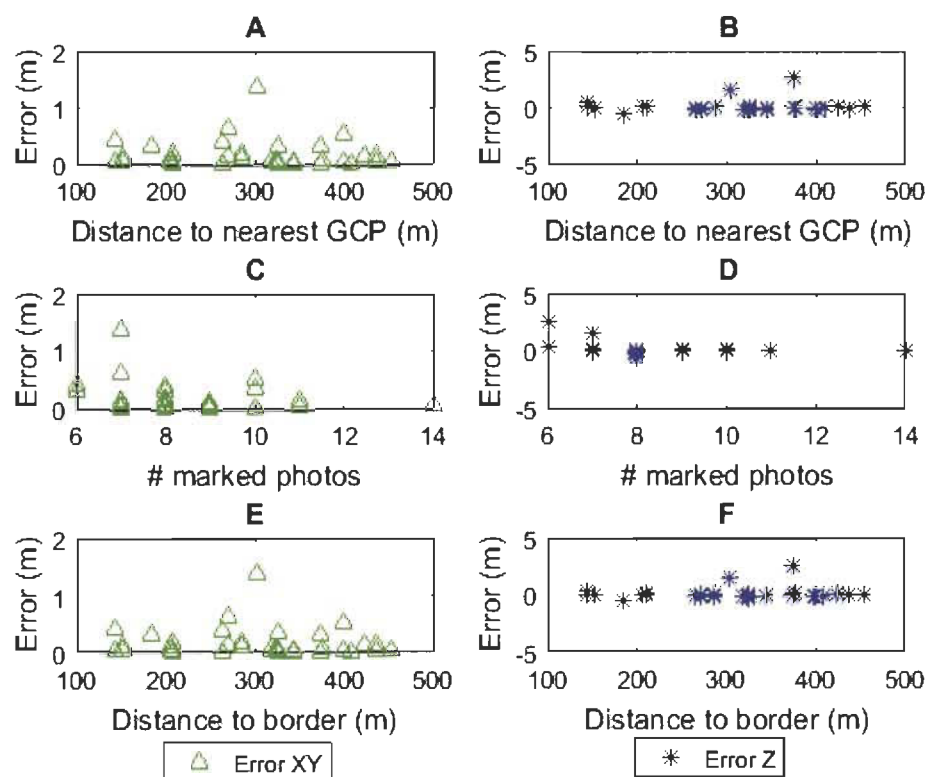 A
B
2
1
0
Error (m)
100 200 300 400 500
Distance to nearest GCP (m)
5
0
-5
Error (m)
100 200 300 400 500
Distance to nearest GCP (m)
C
D
2
1
0
Error (m)
6 8 10 12 14
# marked photos
5
0
-5
Error (m)
6 8 10 12 14
# marked photos
E
F
2
1
0
Error (m)
100 200 300 400 500
Distance to border (m)
5
0
-5
Error (m)
100 200 300 400 500
Distance to border (m)
Error XY
Error Z